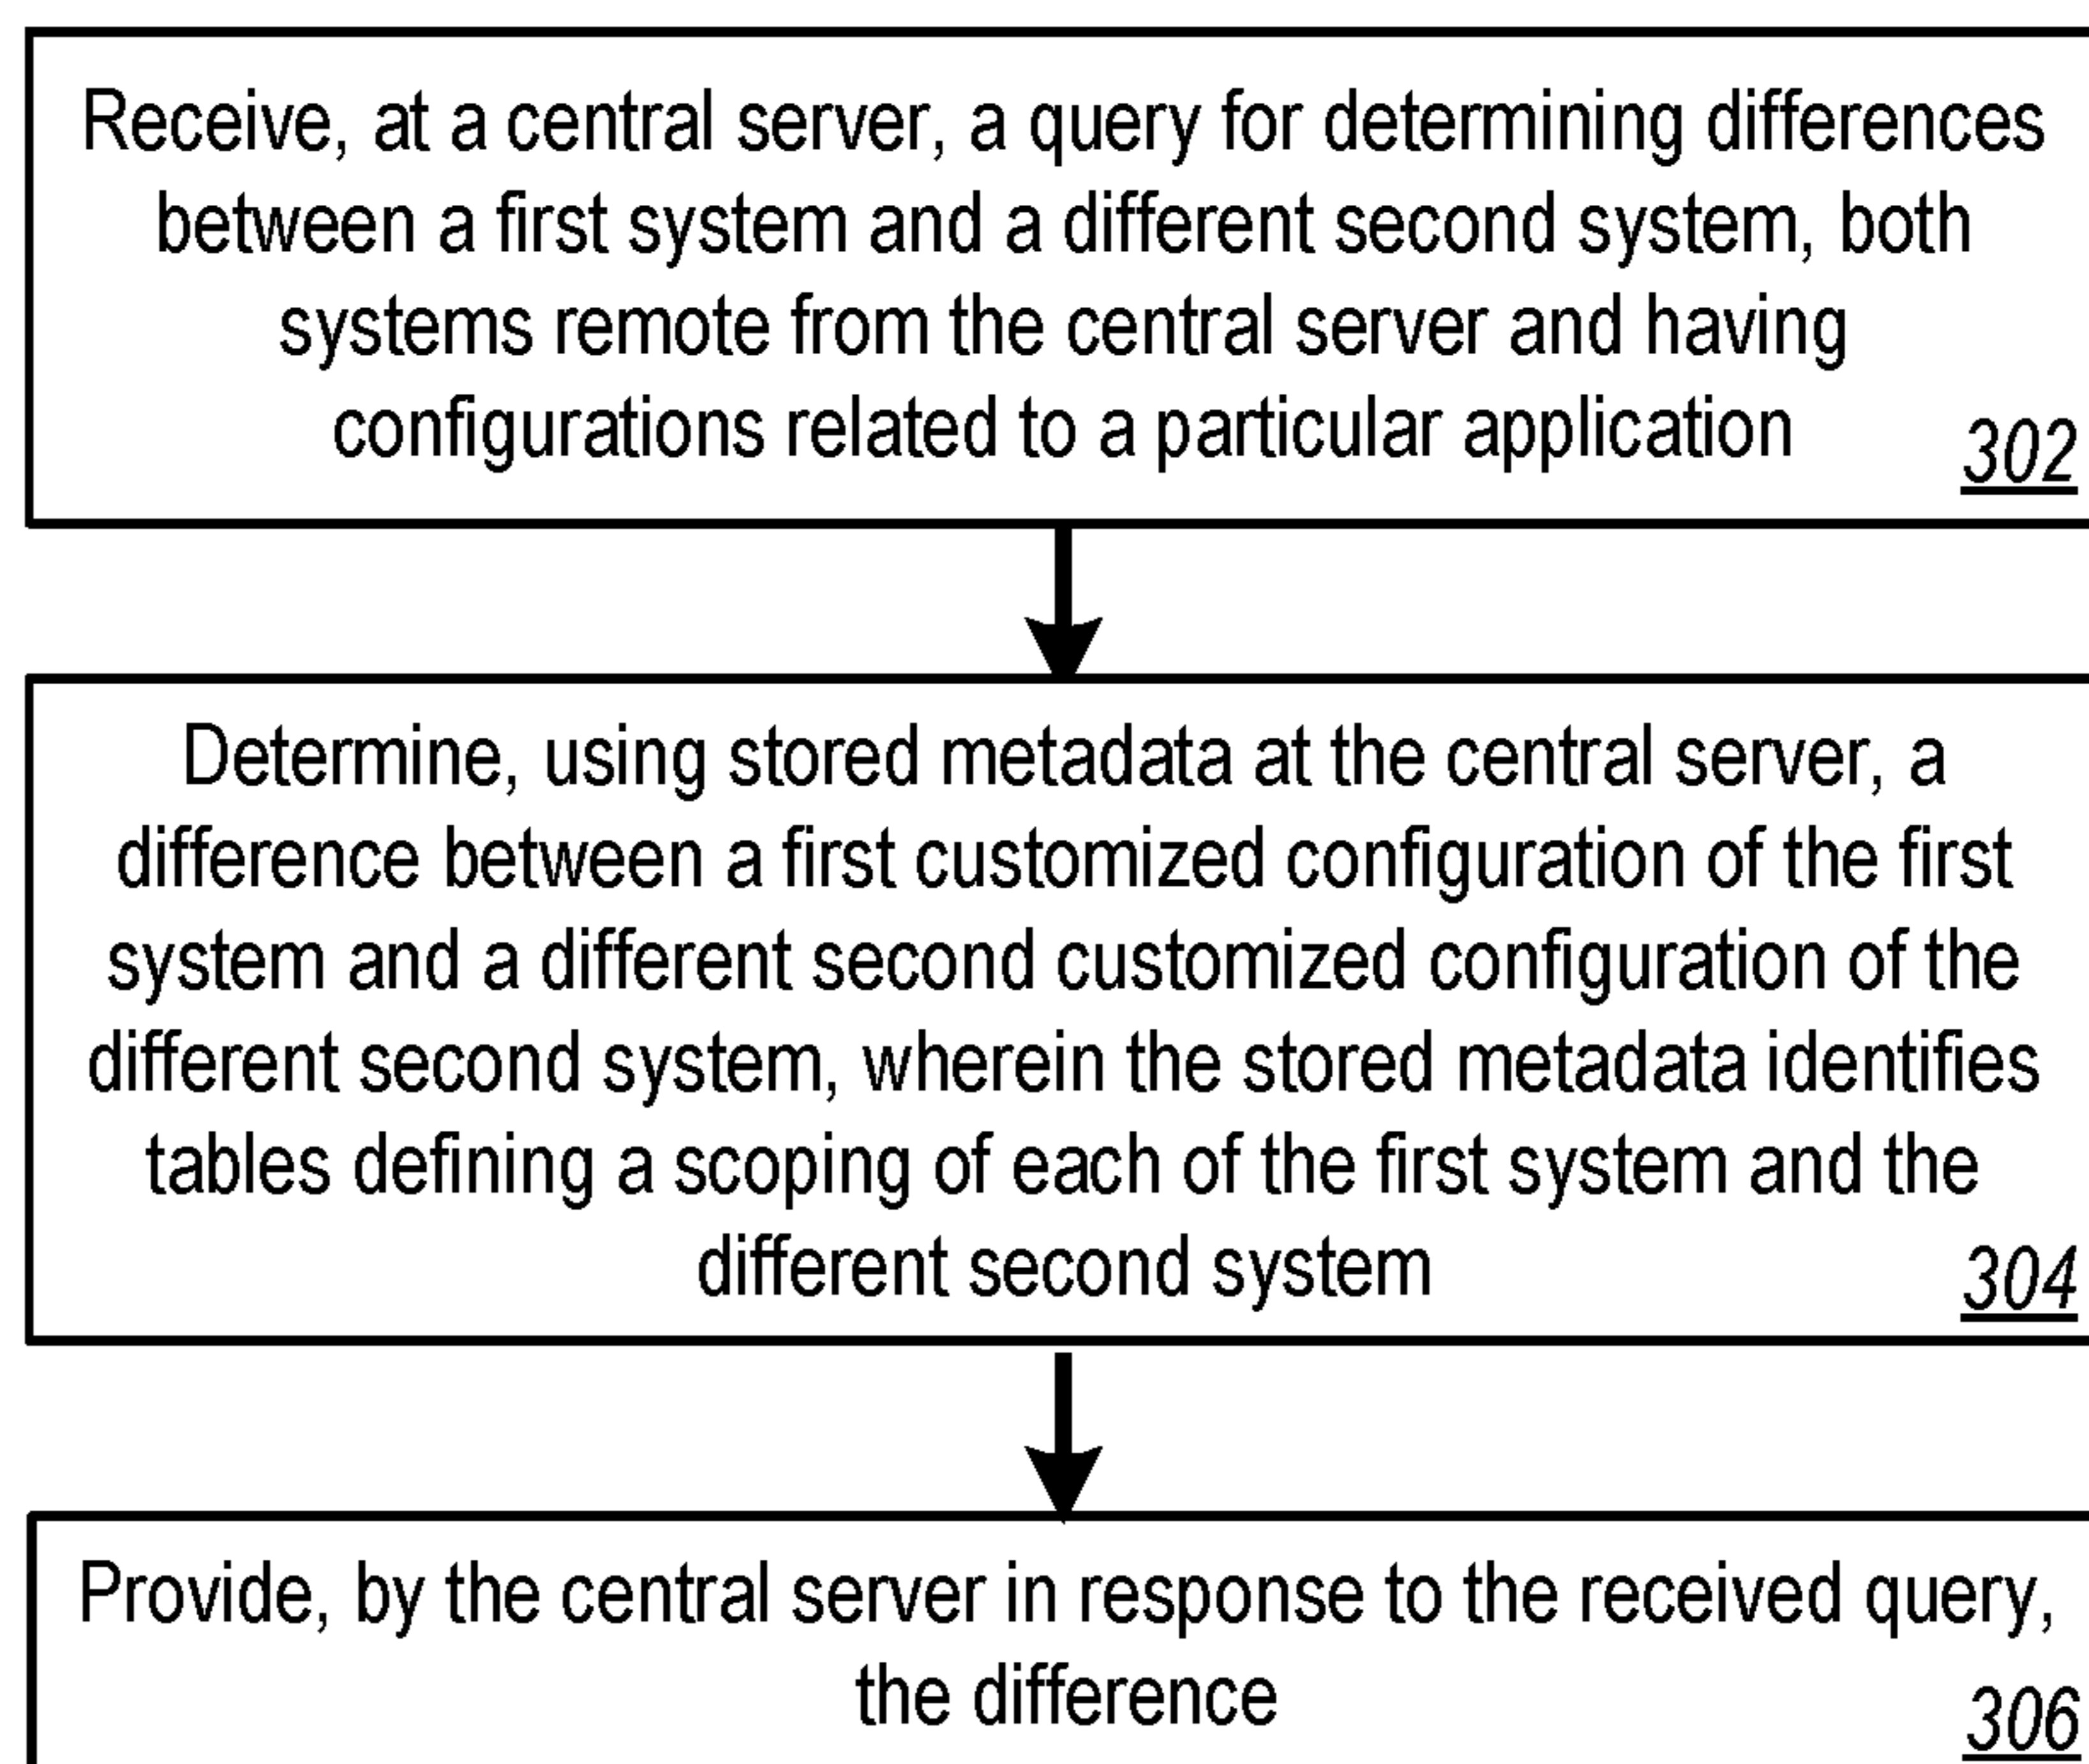 Receive, at a central server, a query for determining differences
between a first system and a different second system, both
systems remote from the central server and having
configurations related to a particular application
302
Determine, using stored metadata at the central server, a
difference between a first customized configuration of the first
system and a different second customized configuration of the
different second system, wherein the stored metadata identifies
tables defining a scoping of each of the first system and the
different second system
304
Provide, by the central server in response to the received query,
the difference
306